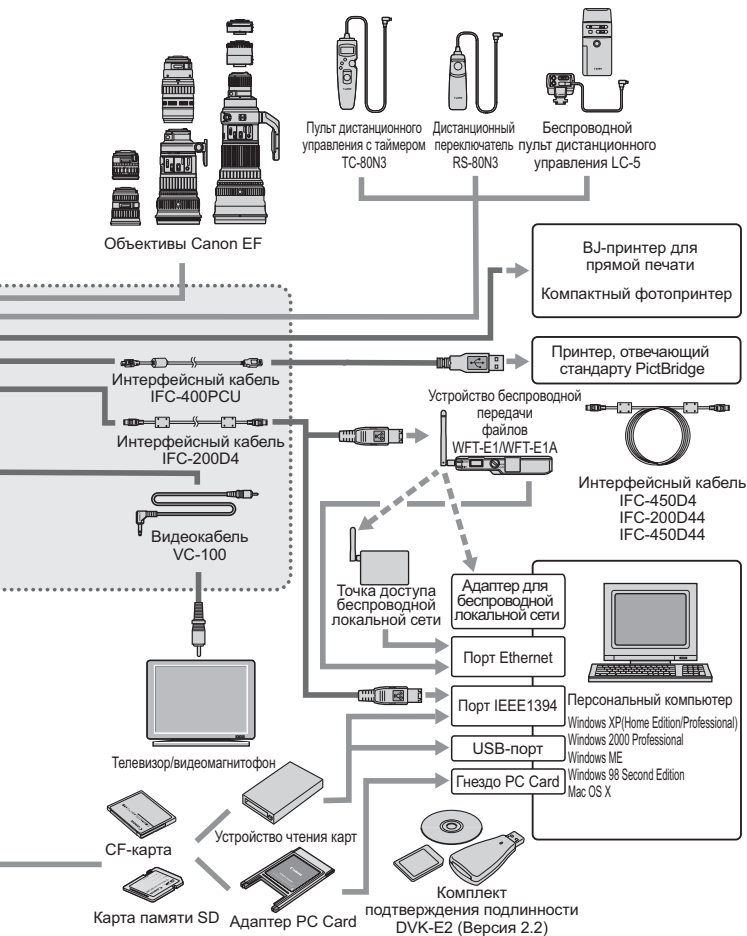 Пульт дистанционного
управления с таймером
TC-80N3
Дистанционный
переключатель
RS-80N3
Беспроводной
пульт дистанционного
управления LC-5
Объективы Canon EF
BJ-принтер для
прямой печати
Компактный фотопринтер
Интерфейсный кабель
IFC-400PCU
Принтер, отвечающий
стандарту PictBridge
Интерфейсный кабель
IFC-200D4
Устройство беспроводной
передачи
файлов
WFT-E1/WFT-E1A
Интерфейсный кабель
IFC-450D4
IFC-200D44
IFC-450D44
Видеокабель
VC-100
Точка доступа
беспроводной
локальной сети
Адаптер для
беспроводной
локальной сети
Порт Ethernet
Порт IEEE1394
USB-порт
Гнездо PC Card
Персональный компьютер
Windows XP(Home Edition/Professional)
Windows 2000 Professional
Windows ME
Windows 98 Second Edition
Mac OS X
Телевизор/видеомагнитофон
CF-карта
Устройство чтения карт
Карта памяти SD
Адаптер PC Card
Комплект
подтверждения подлинности
DVK-E2 (Версия 2.2)